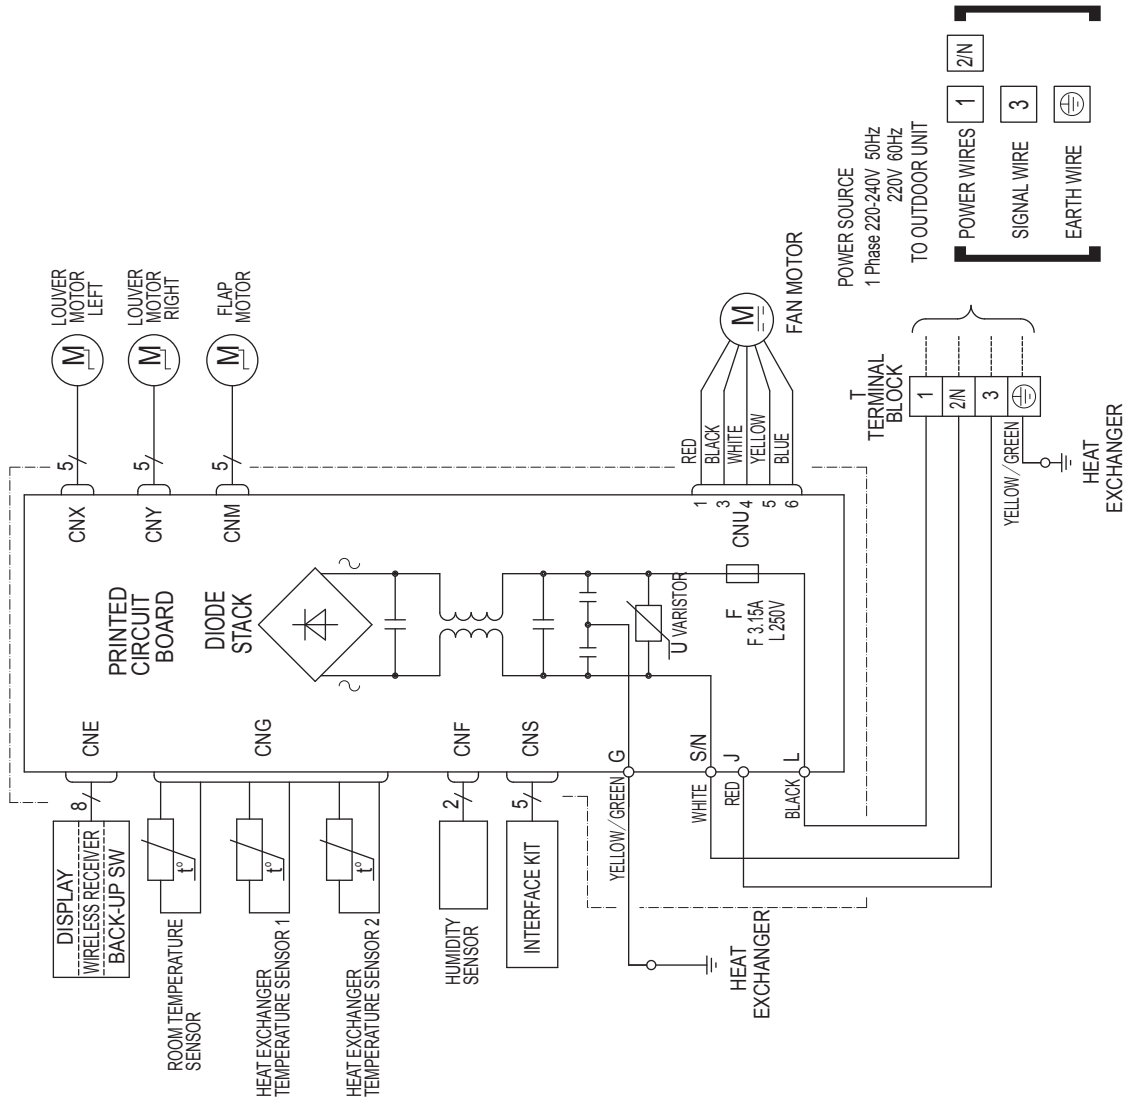 DISPLAY
WIRELESS RECEIVER
BACK-UP SW
8
CNE
ROOM TEMPERATURE
SENSOR
t°
HEAT EXCHANGER
TEMPERATURE SENSOR 1
t°
HEAT EXCHANGER
TEMPERATURE SENSOR 2
t°
CNG
HUMIDITY
SENSOR
2
CNF
INTERFACE KIT
5
CNS
PRINTED
CIRCUIT
BOARD
DIODE
STACK
CNX
5
LOUVER
MOTOR
LEFT
M
CNY
5
LOUVER
MOTOR
RIGHT
M
CNM
5
FLAP
MOTOR
M
U VARISTOR
F
F 3.15A
L 250V
CNU
1
3
4
5
6
RED
BLACK
WHITE
YELLOW
BLUE
M
FAN MOTOR
G
S/N
J
L
YELLOW/GREEN
WHITE
RED
BLACK
HEAT
EXCHANGER
T
TERMINAL
BLOCK
1
2/N
3
YELLOW/GREEN
HEAT
EXCHANGER
POWER SOURCE
1 Phase 220-240V 50Hz
220V 60Hz
TO OUTDOOR UNIT
POWER WIRES 1 2/N
SIGNAL WIRE 3
EARTH WIRE